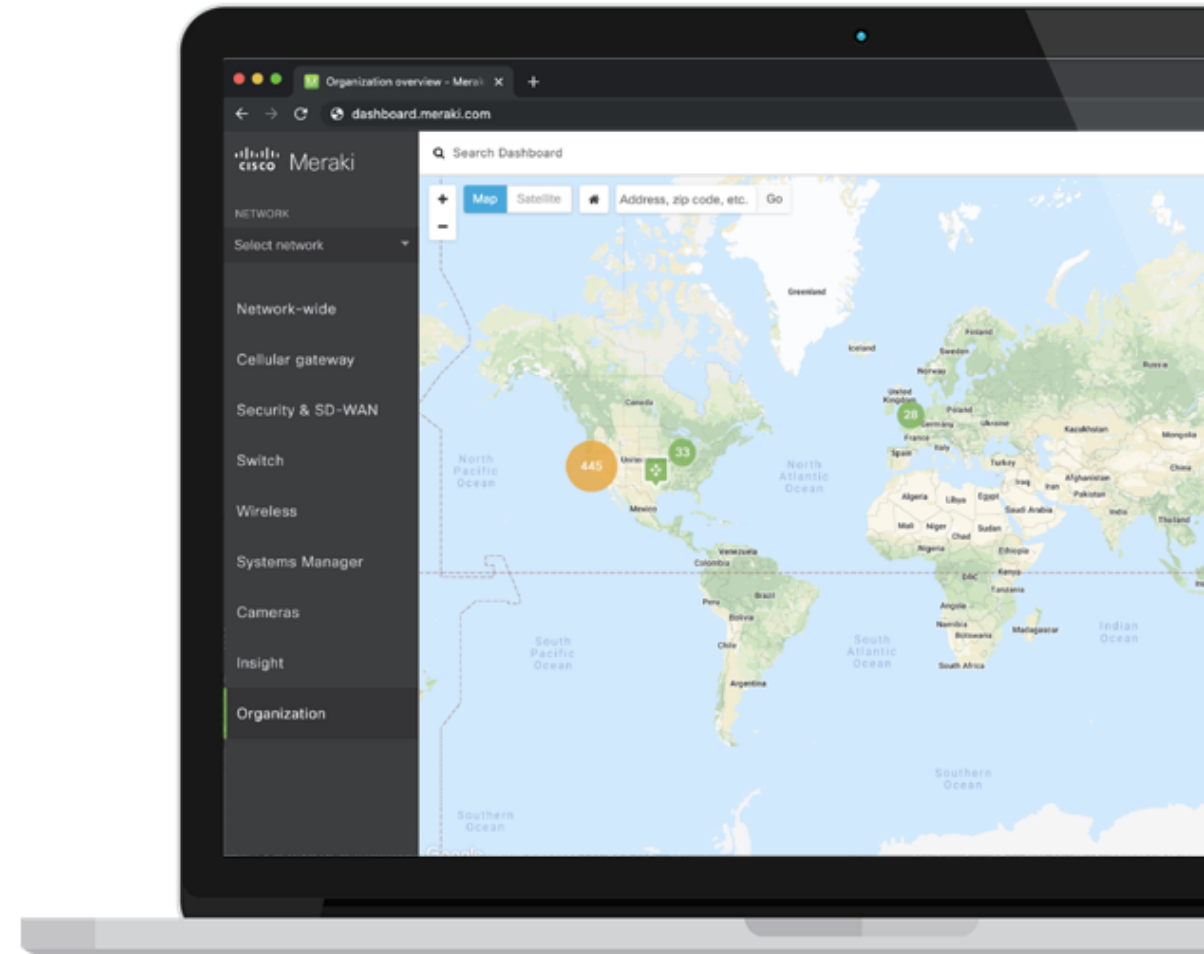 Organization overview - Merak
dashboard.meraki.com
CISCO Meraki
Search Dashboard
NETWORK
Select network
Network-wide
Cellular gateway
Security & SD-WAN
Switch
Wireless
Systems Manager
Cameras
Insight
Organization
+ Map Satellite Address, zip code, etc. Go
−
Greenland
Iceland
Finland
Sweden
Norway
Russia
United
Kingdom
Canada
28
Poland
Germany
Ukraine
Kazakhstan
Mongolia
France
445
33
North
Pacific
Ocean
North
Atlantic
Ocean
Spain
Italy
Turkey
China
Iraq
Iran
Afghanistan
Pakistan
Algeria
Libya
Egypt
Saudi Arabia
India
Thailand
Mexico
Mali
Niger
Chad
Sudan
Nigeria
Ethiopia
Venezuela
Colombia
DRC
Kenya
Tanzania
Peru
Brazil
Bolivia
Angola
Namibia
Botswana
Madagascar
South Africa
Chile
Argentina
South
Pacific
Ocean
South
Atlantic
Ocean
Indian
Ocean
Southern
Ocean
Southern
Ocean
Google